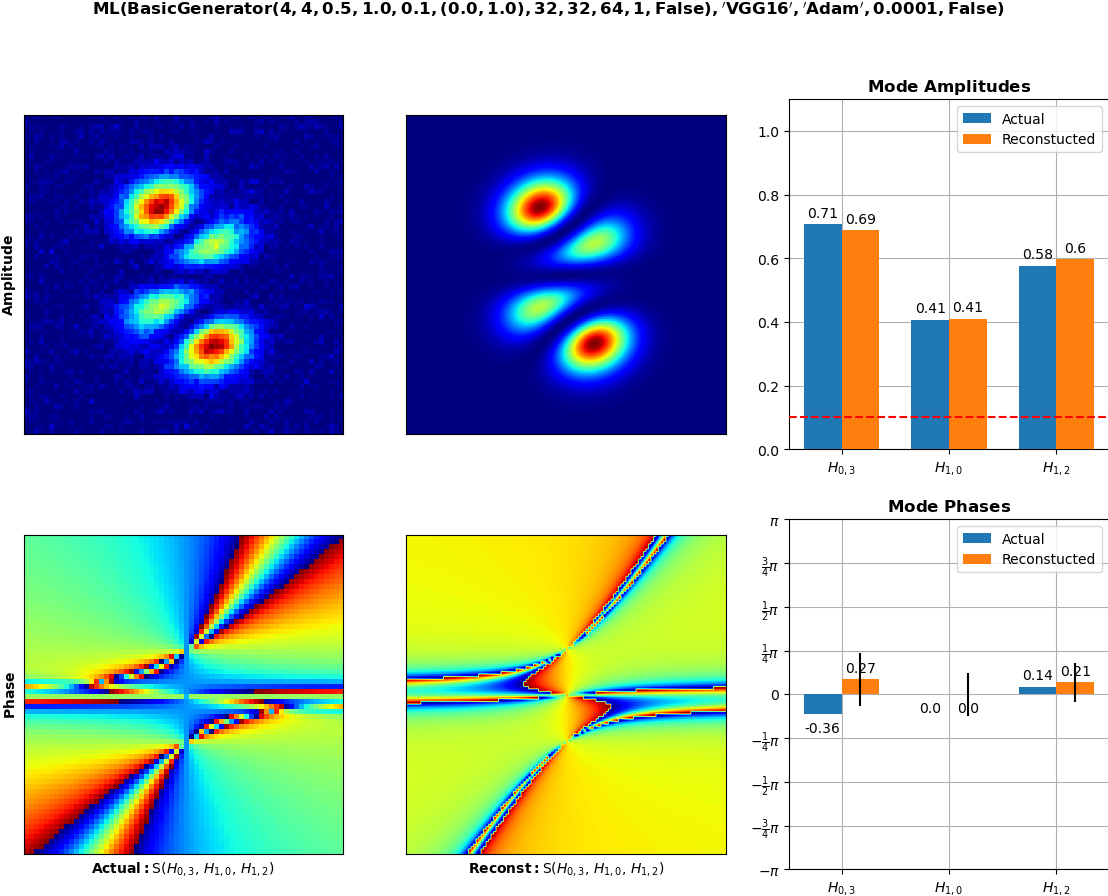 ML(BasicGenerator(4, 4, 0.5, 1.0, 0.1, (0.0, 1.0), 32, 32, 64, 1, False), ′VGG16′, ′Adam′, 0.0001, False)
Amplitude
Mode Amplitudes
Actual
Reconstucted
1.0
0.8
0.6
0.4
0.2
0.0
0.71
0.69
0.41
0.41
0.58
0.6
H0,3
H1,0
H1,2
Phase
Actual: S(H0,3, H1,0, H1,2)
Reconst: S(H0,3, H1,0, H1,2)
Mode Phases
Actual
Reconstucted
π
3/4π
1/2π
1/4π
0
−1/4π
−1/2π
−3/4π
−π
-0.36
0.27
0.0
0.0
0.14
0.21
H0,3
H1,0
H1,2